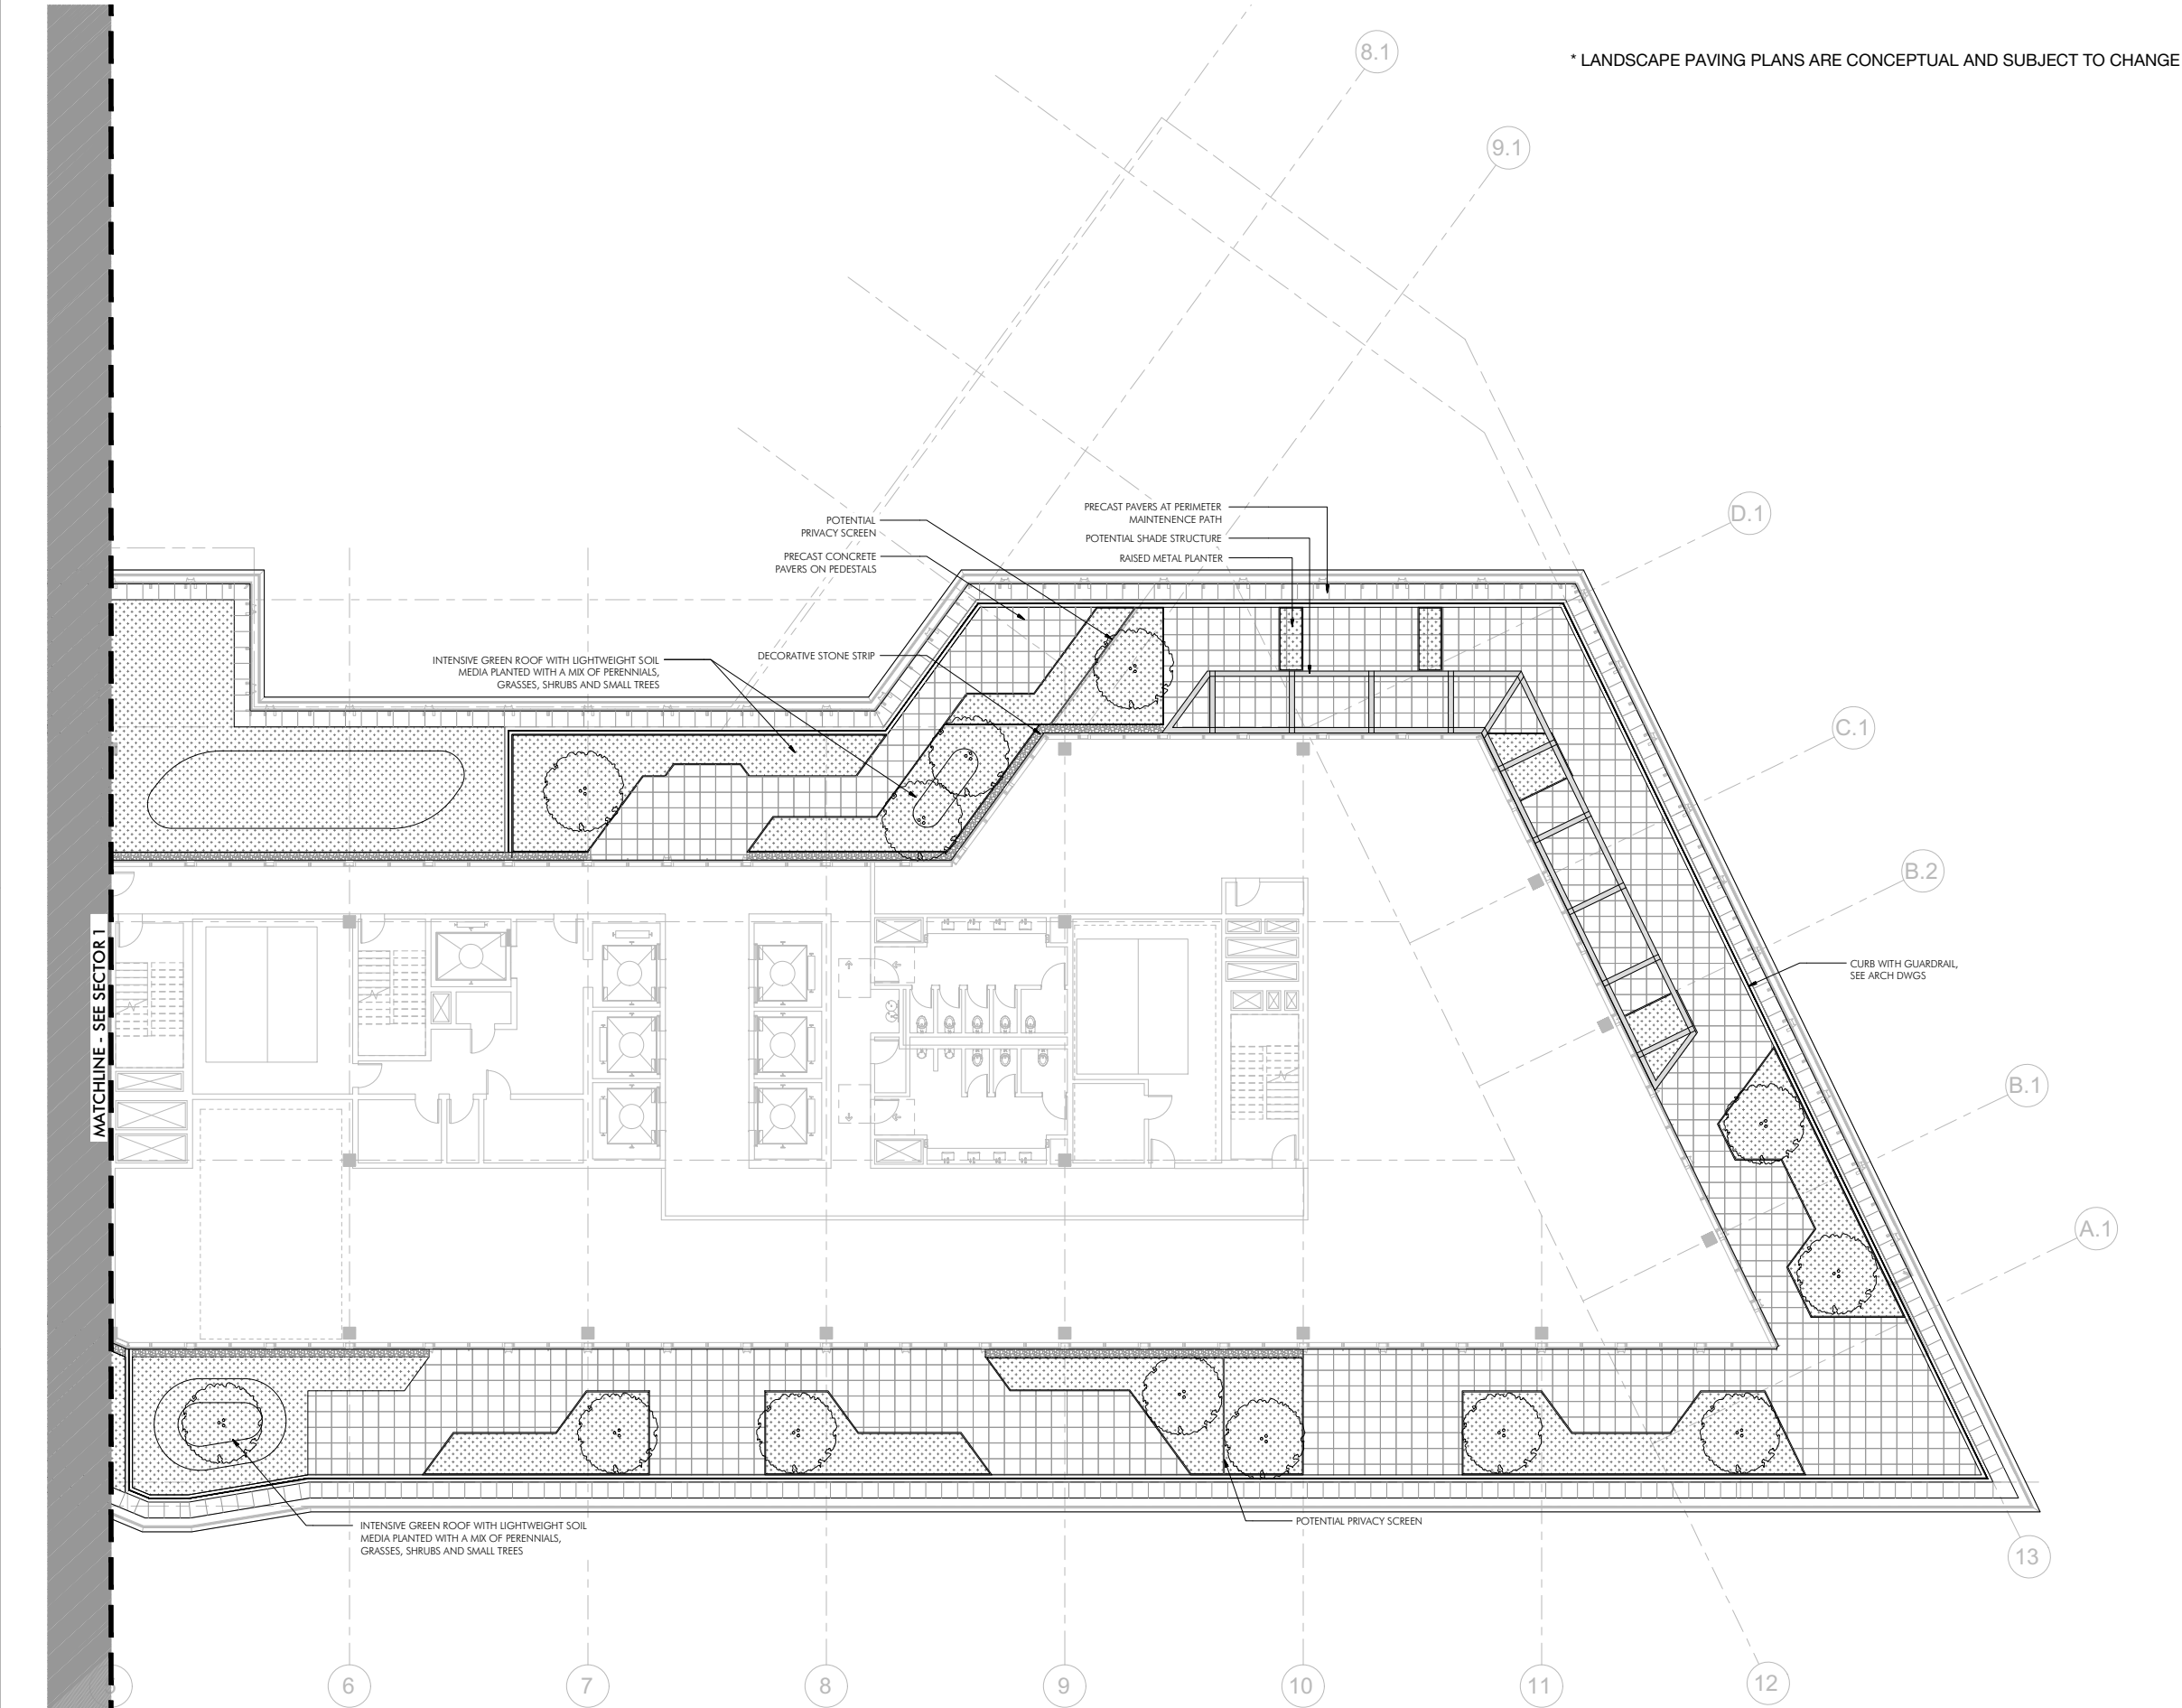 * LANDSCAPE PAVING PLANS ARE CONCEPTUAL AND SUBJECT TO CHANGE
8.1
9.1
D.1
C.1
B.2
B.1
A.1
PRECAST PAVERS AT PERIMETER
MAINTENENCE PATH
POTENTIAL SHADE STRUCTURE
RAISED METAL PLANTER
POTENTIAL
PRIVACY SCREEN
PRECAST CONCRETE
PAVERS ON PEDESTALS
DECORATIVE STONE STRIP
INTENSIVE GREEN ROOF WITH LIGHTWEIGHT SOIL
MEDIA PLANTED WITH A MIX OF PERENNIALS,
GRASSES, SHRUBS AND SMALL TREES
MATCHLINE - SEE SECTOR 1
CURB WITH GUARDRAIL,
SEE ARCH DWGS
INTENSIVE GREEN ROOF WITH LIGHTWEIGHT SOIL
MEDIA PLANTED WITH A MIX OF PERENNIALS,
GRASSES, SHRUBS AND SMALL TREES
POTENTIAL PRIVACY SCREEN
6
7
8
9
10
11
12
13